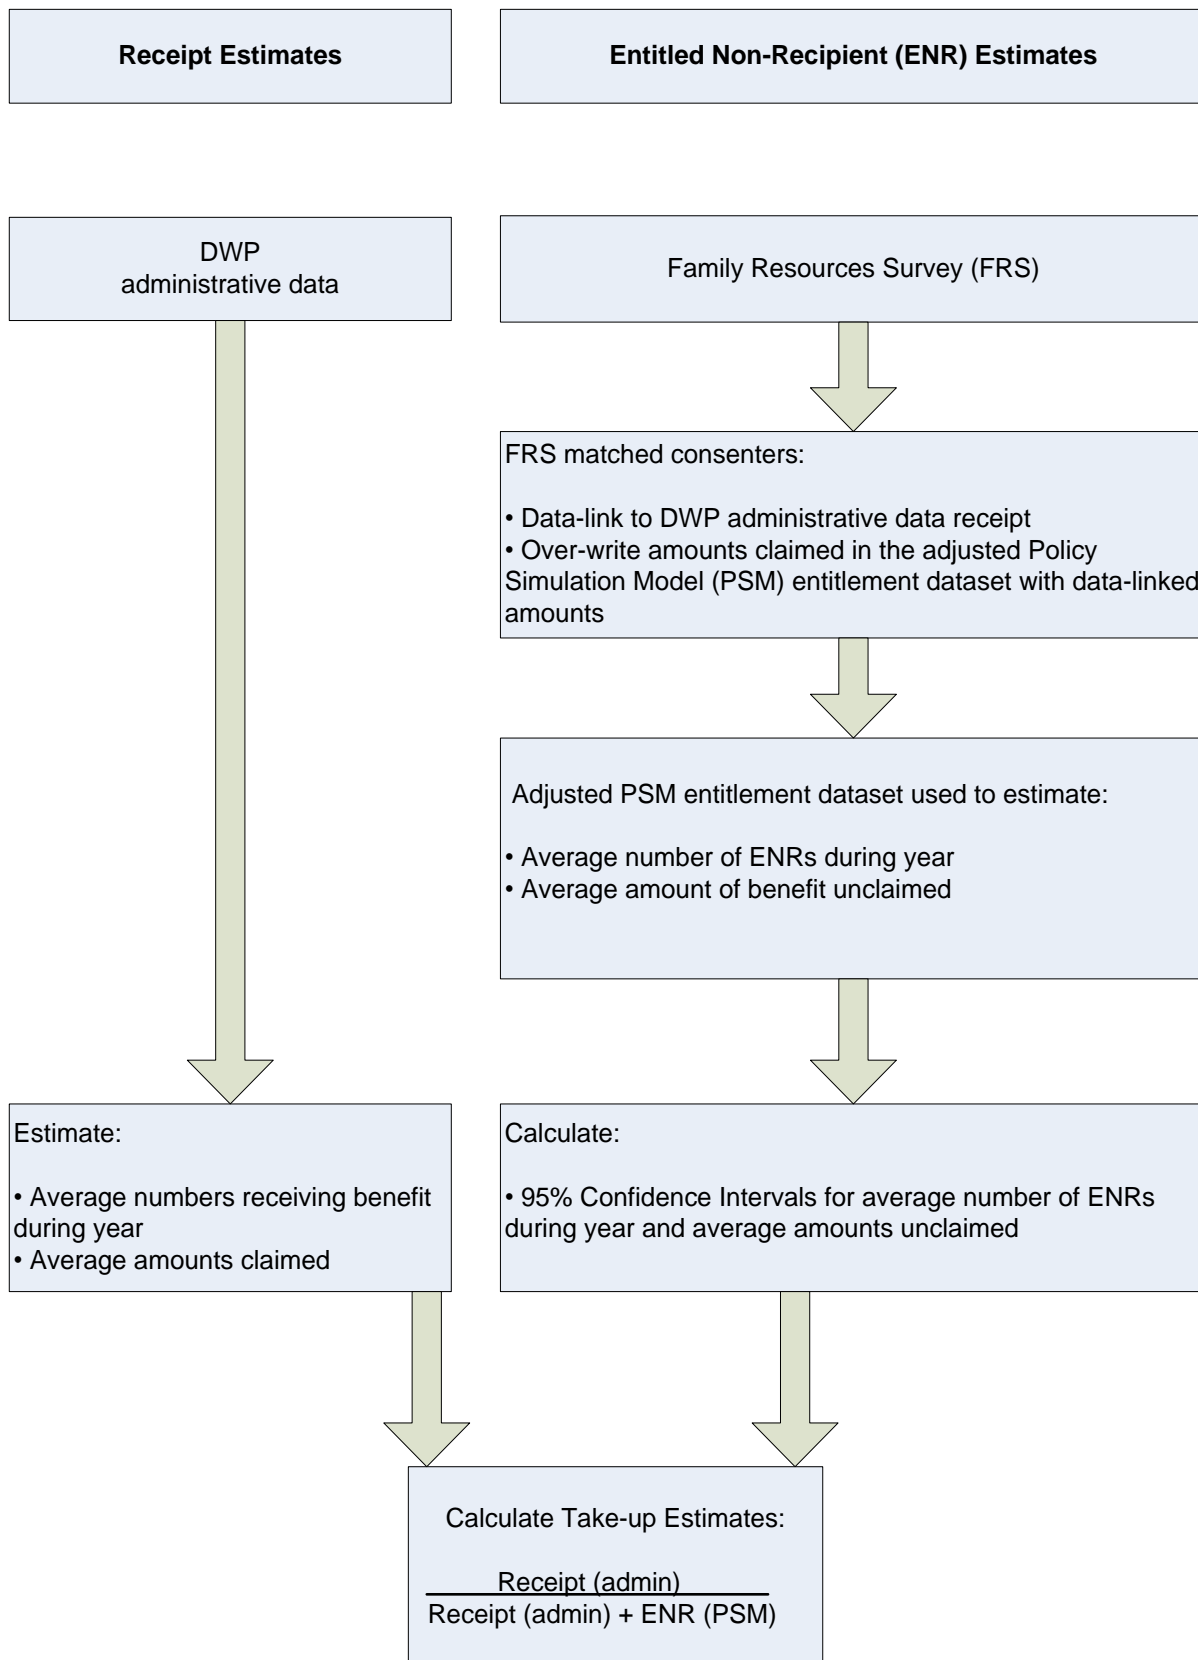 Receipt Estimates
Entitled Non-Recipient (ENR) Estimates
DWP
administrative data
Family Resources Survey (FRS)
FRS matched consenters:
• Data-link to DWP administrative data receipt
• Over-write amounts claimed in the adjusted Policy
Simulation Model (PSM) entitlement dataset with data-linked
amounts
Adjusted PSM entitlement dataset used to estimate:
• Average number of ENRs during year
• Average amount of benefit unclaimed
Estimate:
• Average numbers receiving benefit
during year
• Average amounts claimed
Calculate:
• 95% Confidence Intervals for average number of ENRs
during year and average amounts unclaimed
Calculate Take-up Estimates:
Receipt (admin)
Receipt (admin) + ENR (PSM)